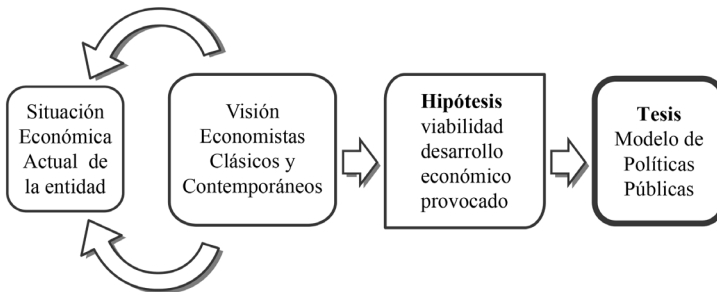 Situación
Económica
Actual de
la entidad
Visión
Economistas
Clásicos y
Contemporáneos
Hipótesis
viabilidad
desarrollo
económico
provocado
Tesis
Modelo de
Políticas
Públicas